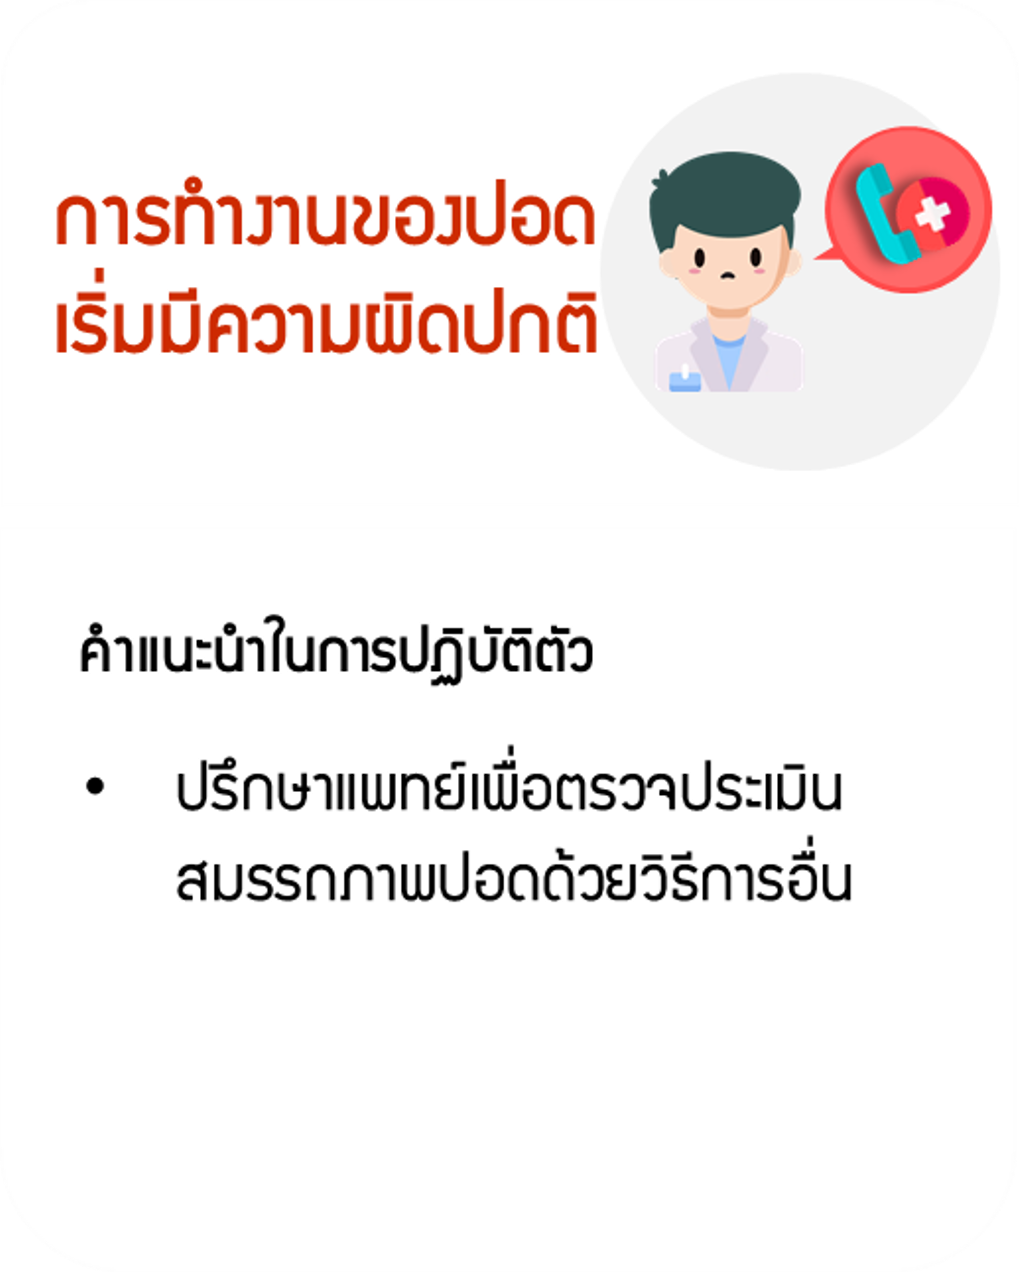 การทำงานของปอด
เริ่มมีความผิดปกติ
คำแนะนำในการปฏิบัติตัว
• ปรึกษาแพทย์เพื่อตรวจประเมิน
สมรรถภาพปอดด้วยวิธีการอื่น